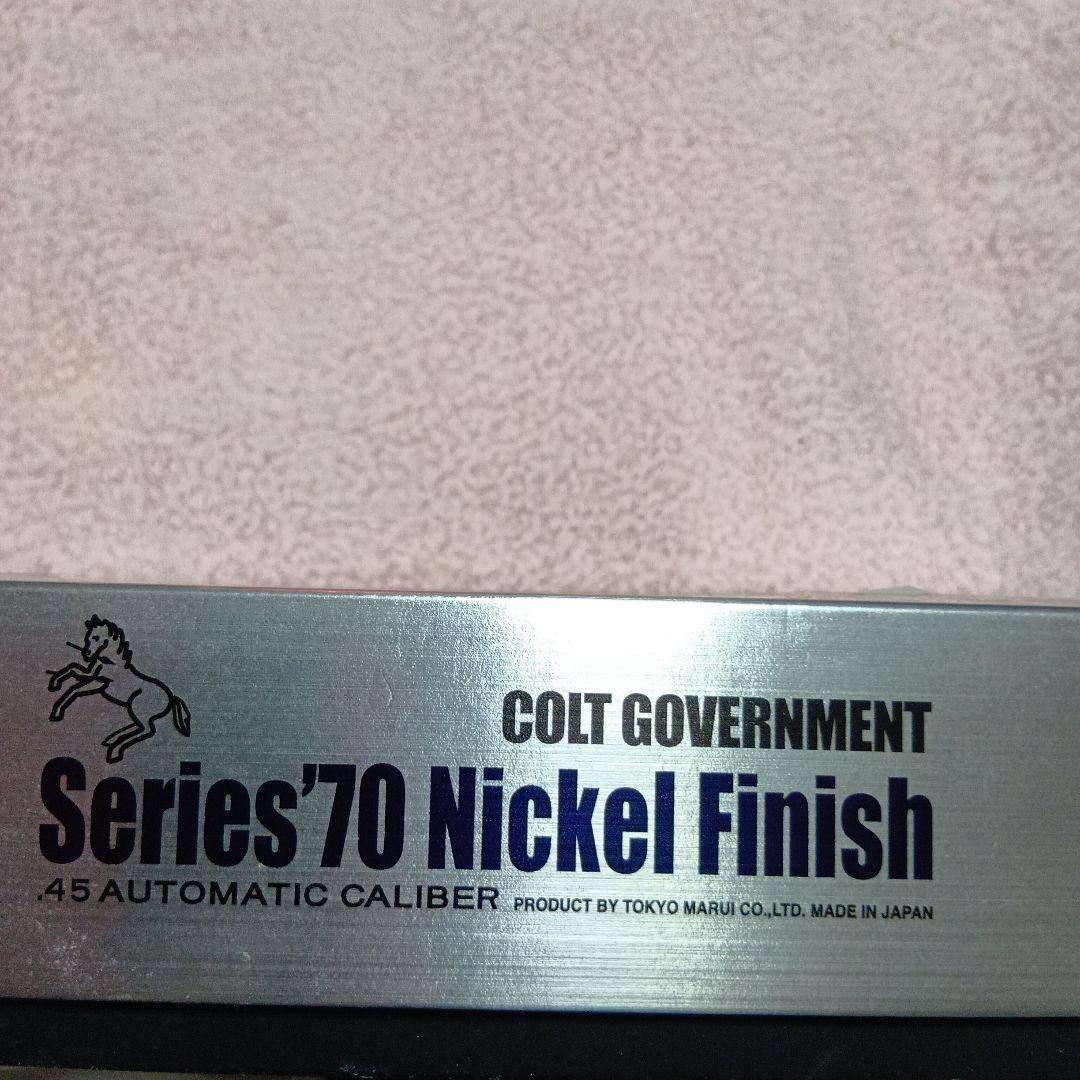 COLT GOVERNMENT
Series'70 Nickel Finish
.45 AUTOMATIC CALIBER
PRODUCT BY TOKYO MARUI CO.,LTD. MADE IN JAPAN